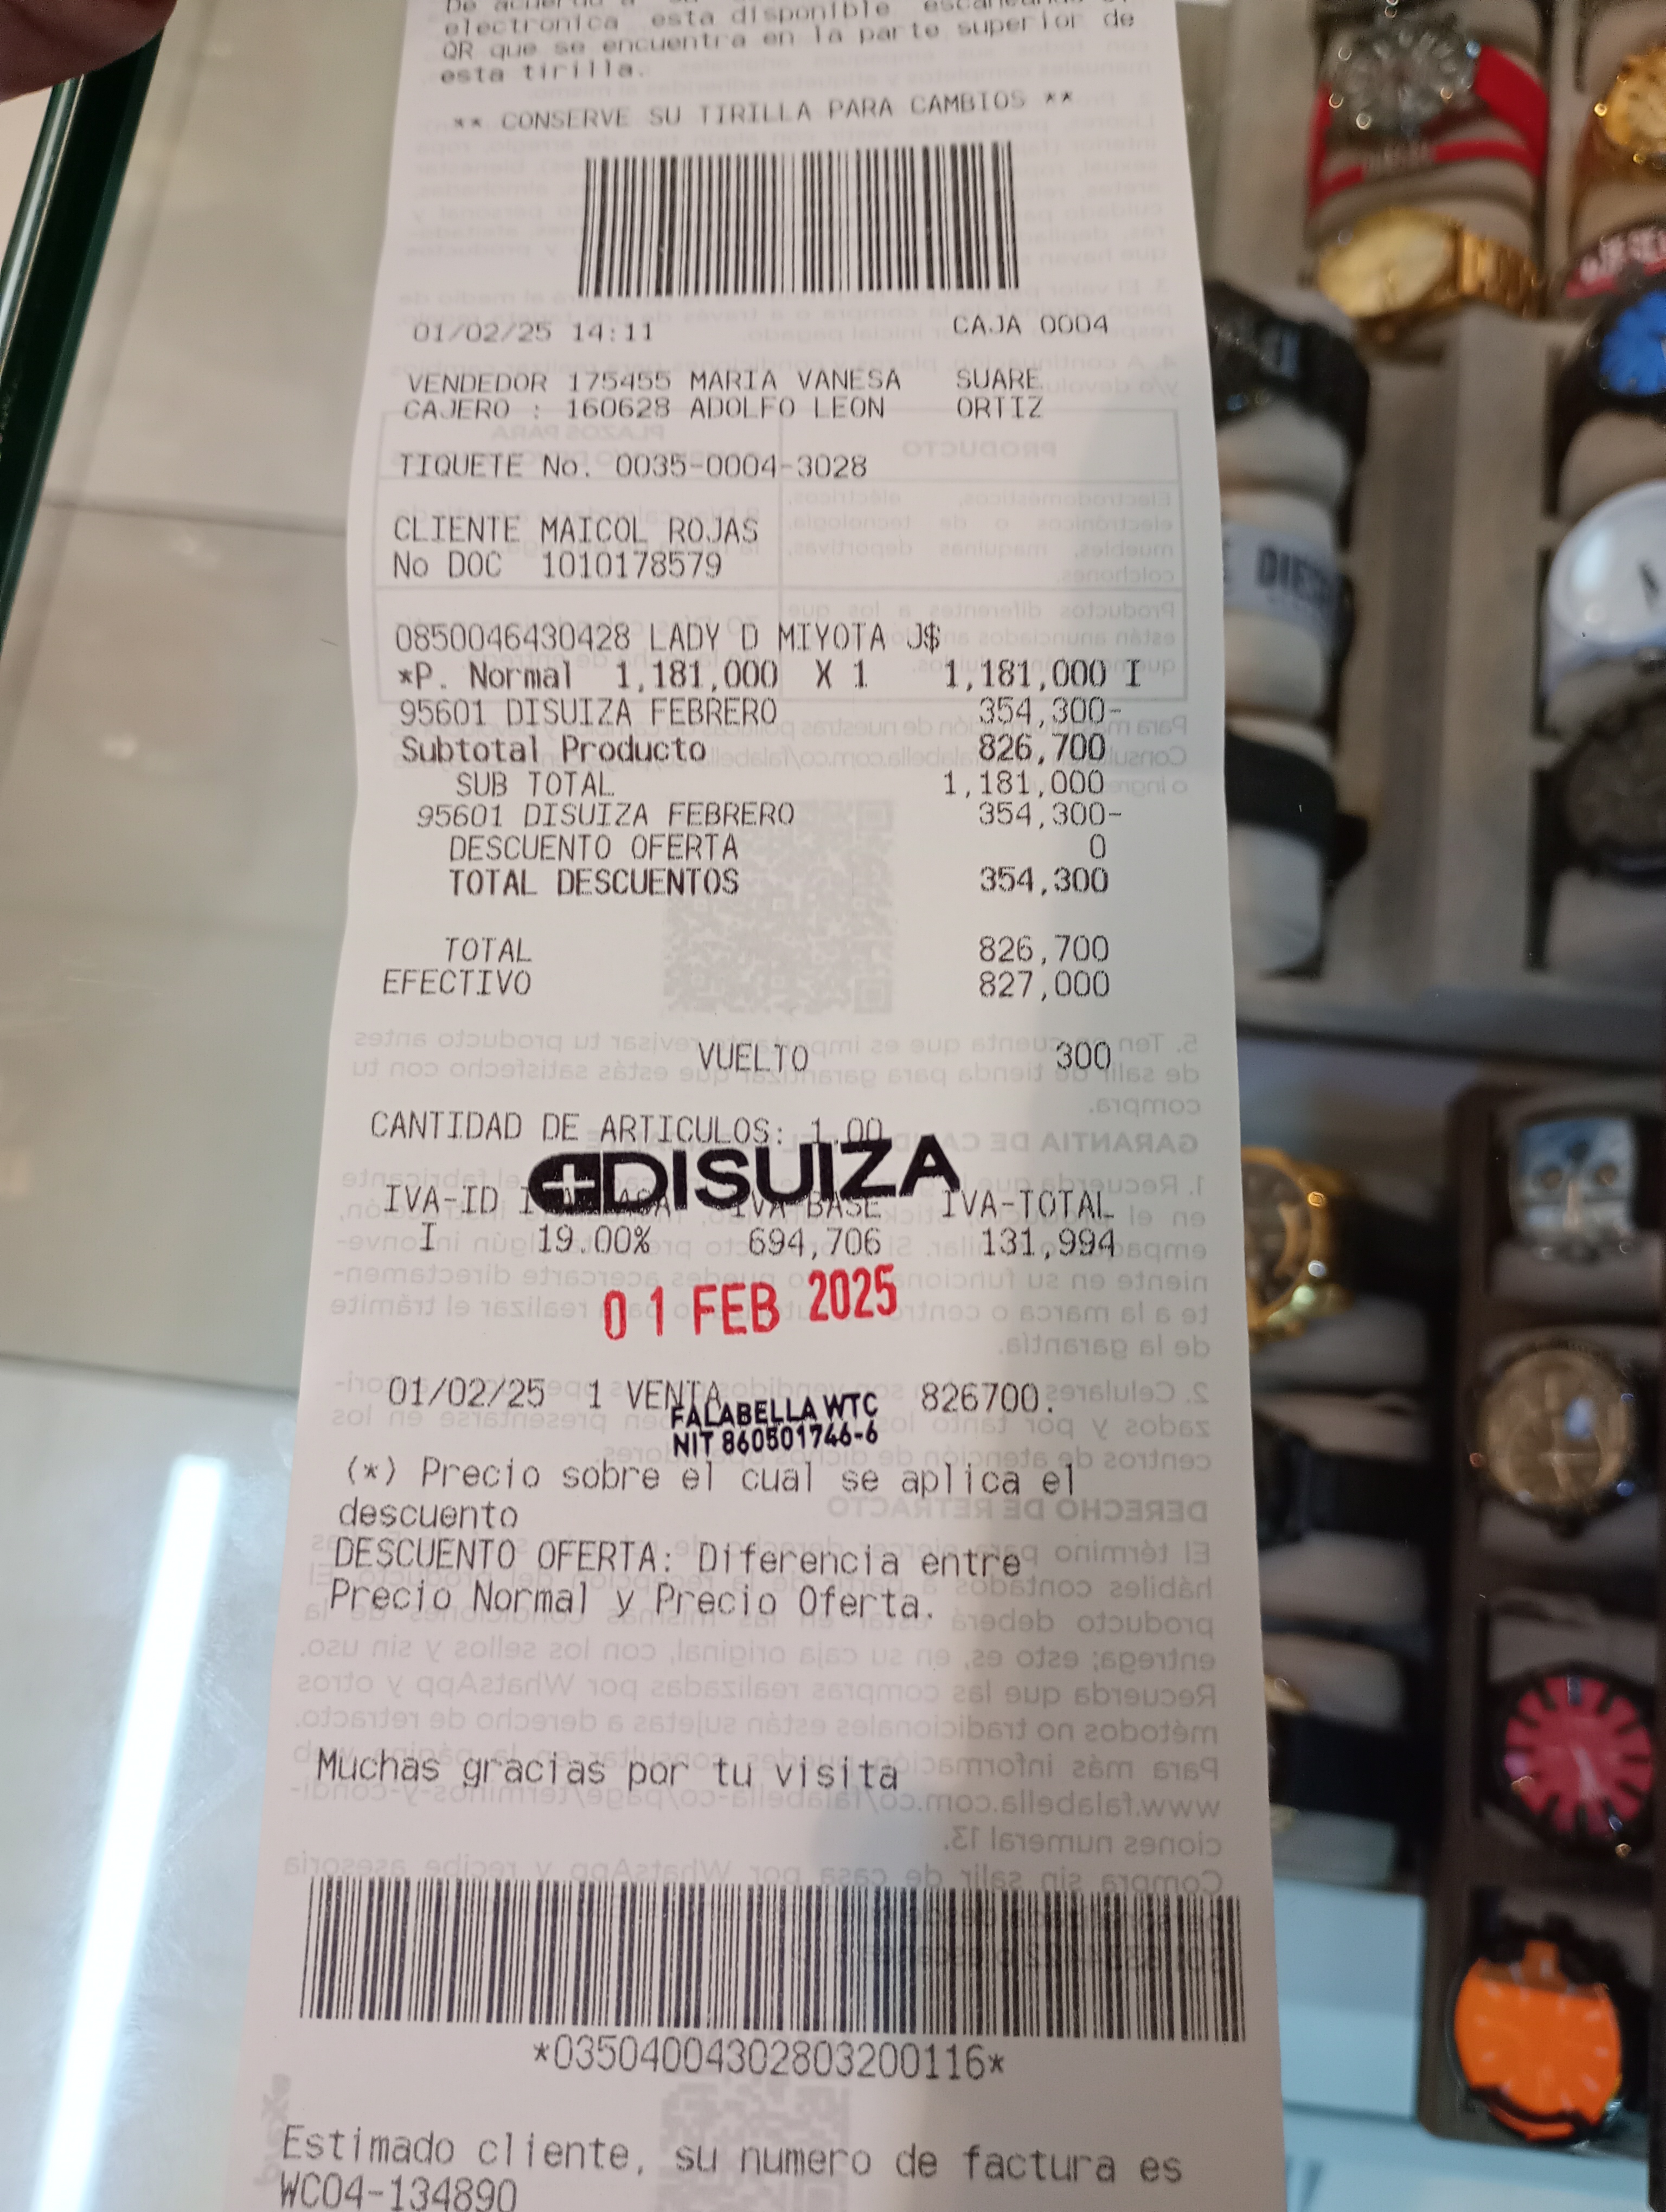 electronica esta disponible
QR que se encuentra en la parte superior de
esta tirilla.
** CONSERVE SU TIRILLA PARA CAMBIOS **
01/02/25 14:11 CAJA 0004
VENDEDOR 175455 MARIA VANESA SUARE
CAJERO : 160628 ADOLFO LEON ORTIZ
TIQUETE No. 0035-0004-3028
CLIENTE MAICOL ROJAS
No DOC 1010178579
0850046430428 LADY D MIYOTA J$
*P. Normal 1,181,000 X 1 1,181,000 I
95601 DISUIZA FEBRERO 354,300-
Subtotal Producto 826,700
SUB TOTAL 1,181,000
95601 DISUIZA FEBRERO 354,300-
DESCUENTO OFERTA 0
TOTAL DESCUENTOS 354,300
TOTAL 826,700
EFECTIVO 827,000
VUELTO 300
CANTIDAD DE ARTICULOS: 1.00
DISUIZA
IVA-ID IVA-BASE IVA-TOTAL
I 19.00% 694,706 131,994
01 FEB 2025
01/02/25 1 VENTA 826700.
FALABELLA WTC
NIT 860501746-6
(*) Precio sobre el cual se aplica el
descuento
DESCUENTO OFERTA: Diferencia entre
Precio Normal y Precio Oferta.
Muchas gracias por tu visita
*03504004302803200116*
Estimado cliente, su numero de factura es
WC04-134890